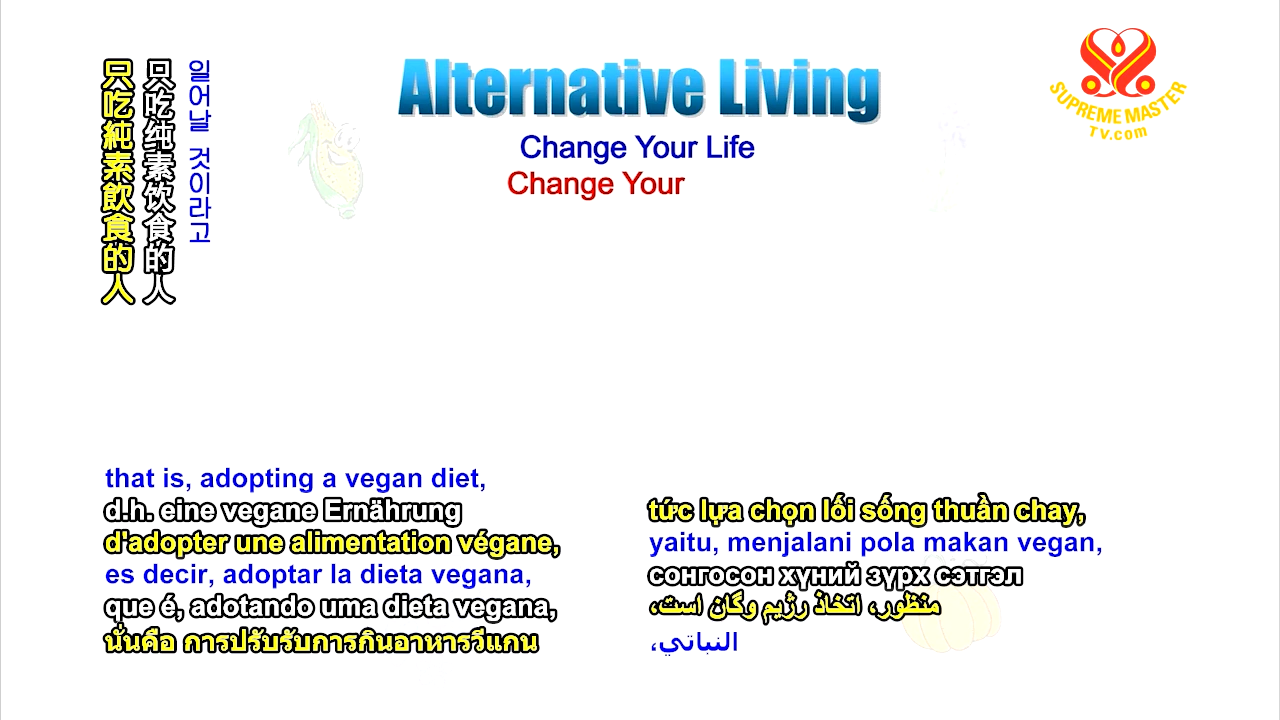 Alternative Living
Change Your Life
Change Your
SUPREME MASTER
TV.com
只吃純素飲食的人
只吃纯素饮食的人
일어날 것이라고
that is, adopting a vegan diet,
d.h. eine vegane Ernährung
d'adopter une alimentation végane,
es decir, adoptar la dieta vegana,
que é, adotando uma dieta vegana,
นั่นคือ การปรับรับการกินอาหารวีแกน
tức lựa chọn lối sống thuần chay,
yaitu, menjalani pola makan vegan,
сонгосон хүний зүрх сэтгэл
منظور، اتخاذ رژیم وگان است،
النباتي،